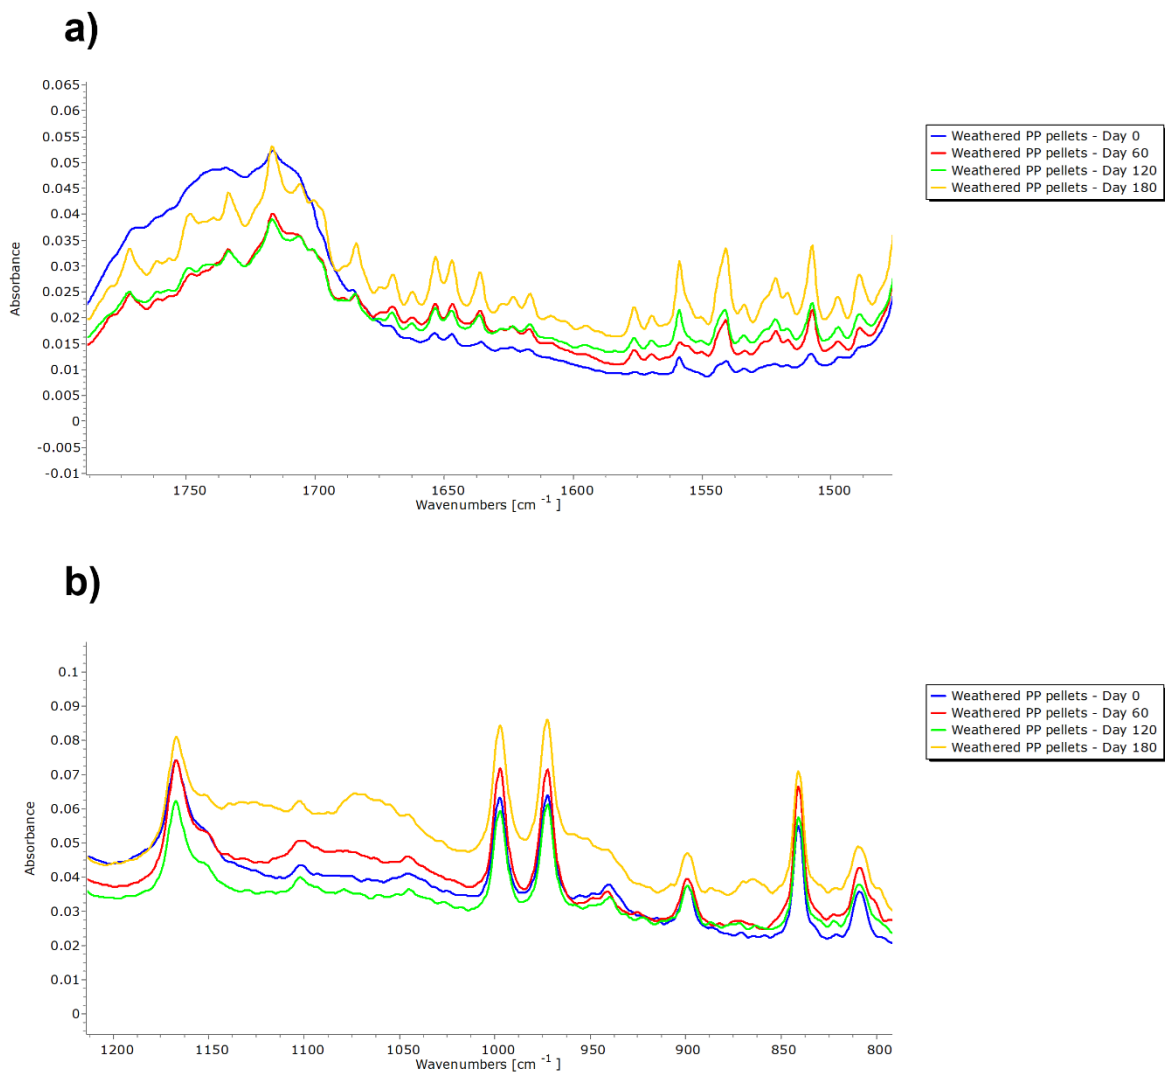 a)
0.065
0.06
0.055
0.05
0.045
0.04
0.035
0.03
0.025
0.02
0.015
0.01
0.005
0
-0.005
-0.01
Absorbance
1750 1700 1650 1600 1550 1500
Wavenumbers [cm -1 ]
Weathered PP pellets - Day 0
Weathered PP pellets - Day 60
Weathered PP pellets - Day 120
Weathered PP pellets - Day 180
b)
0.1
0.09
0.08
0.07
0.06
0.05
0.04
0.03
0.02
0.01
0
Absorbance
1200 1150 1100 1050 1000 950 900 850 800
Wavenumbers [cm -1 ]
Weathered PP pellets - Day 0
Weathered PP pellets - Day 60
Weathered PP pellets - Day 120
Weathered PP pellets - Day 180